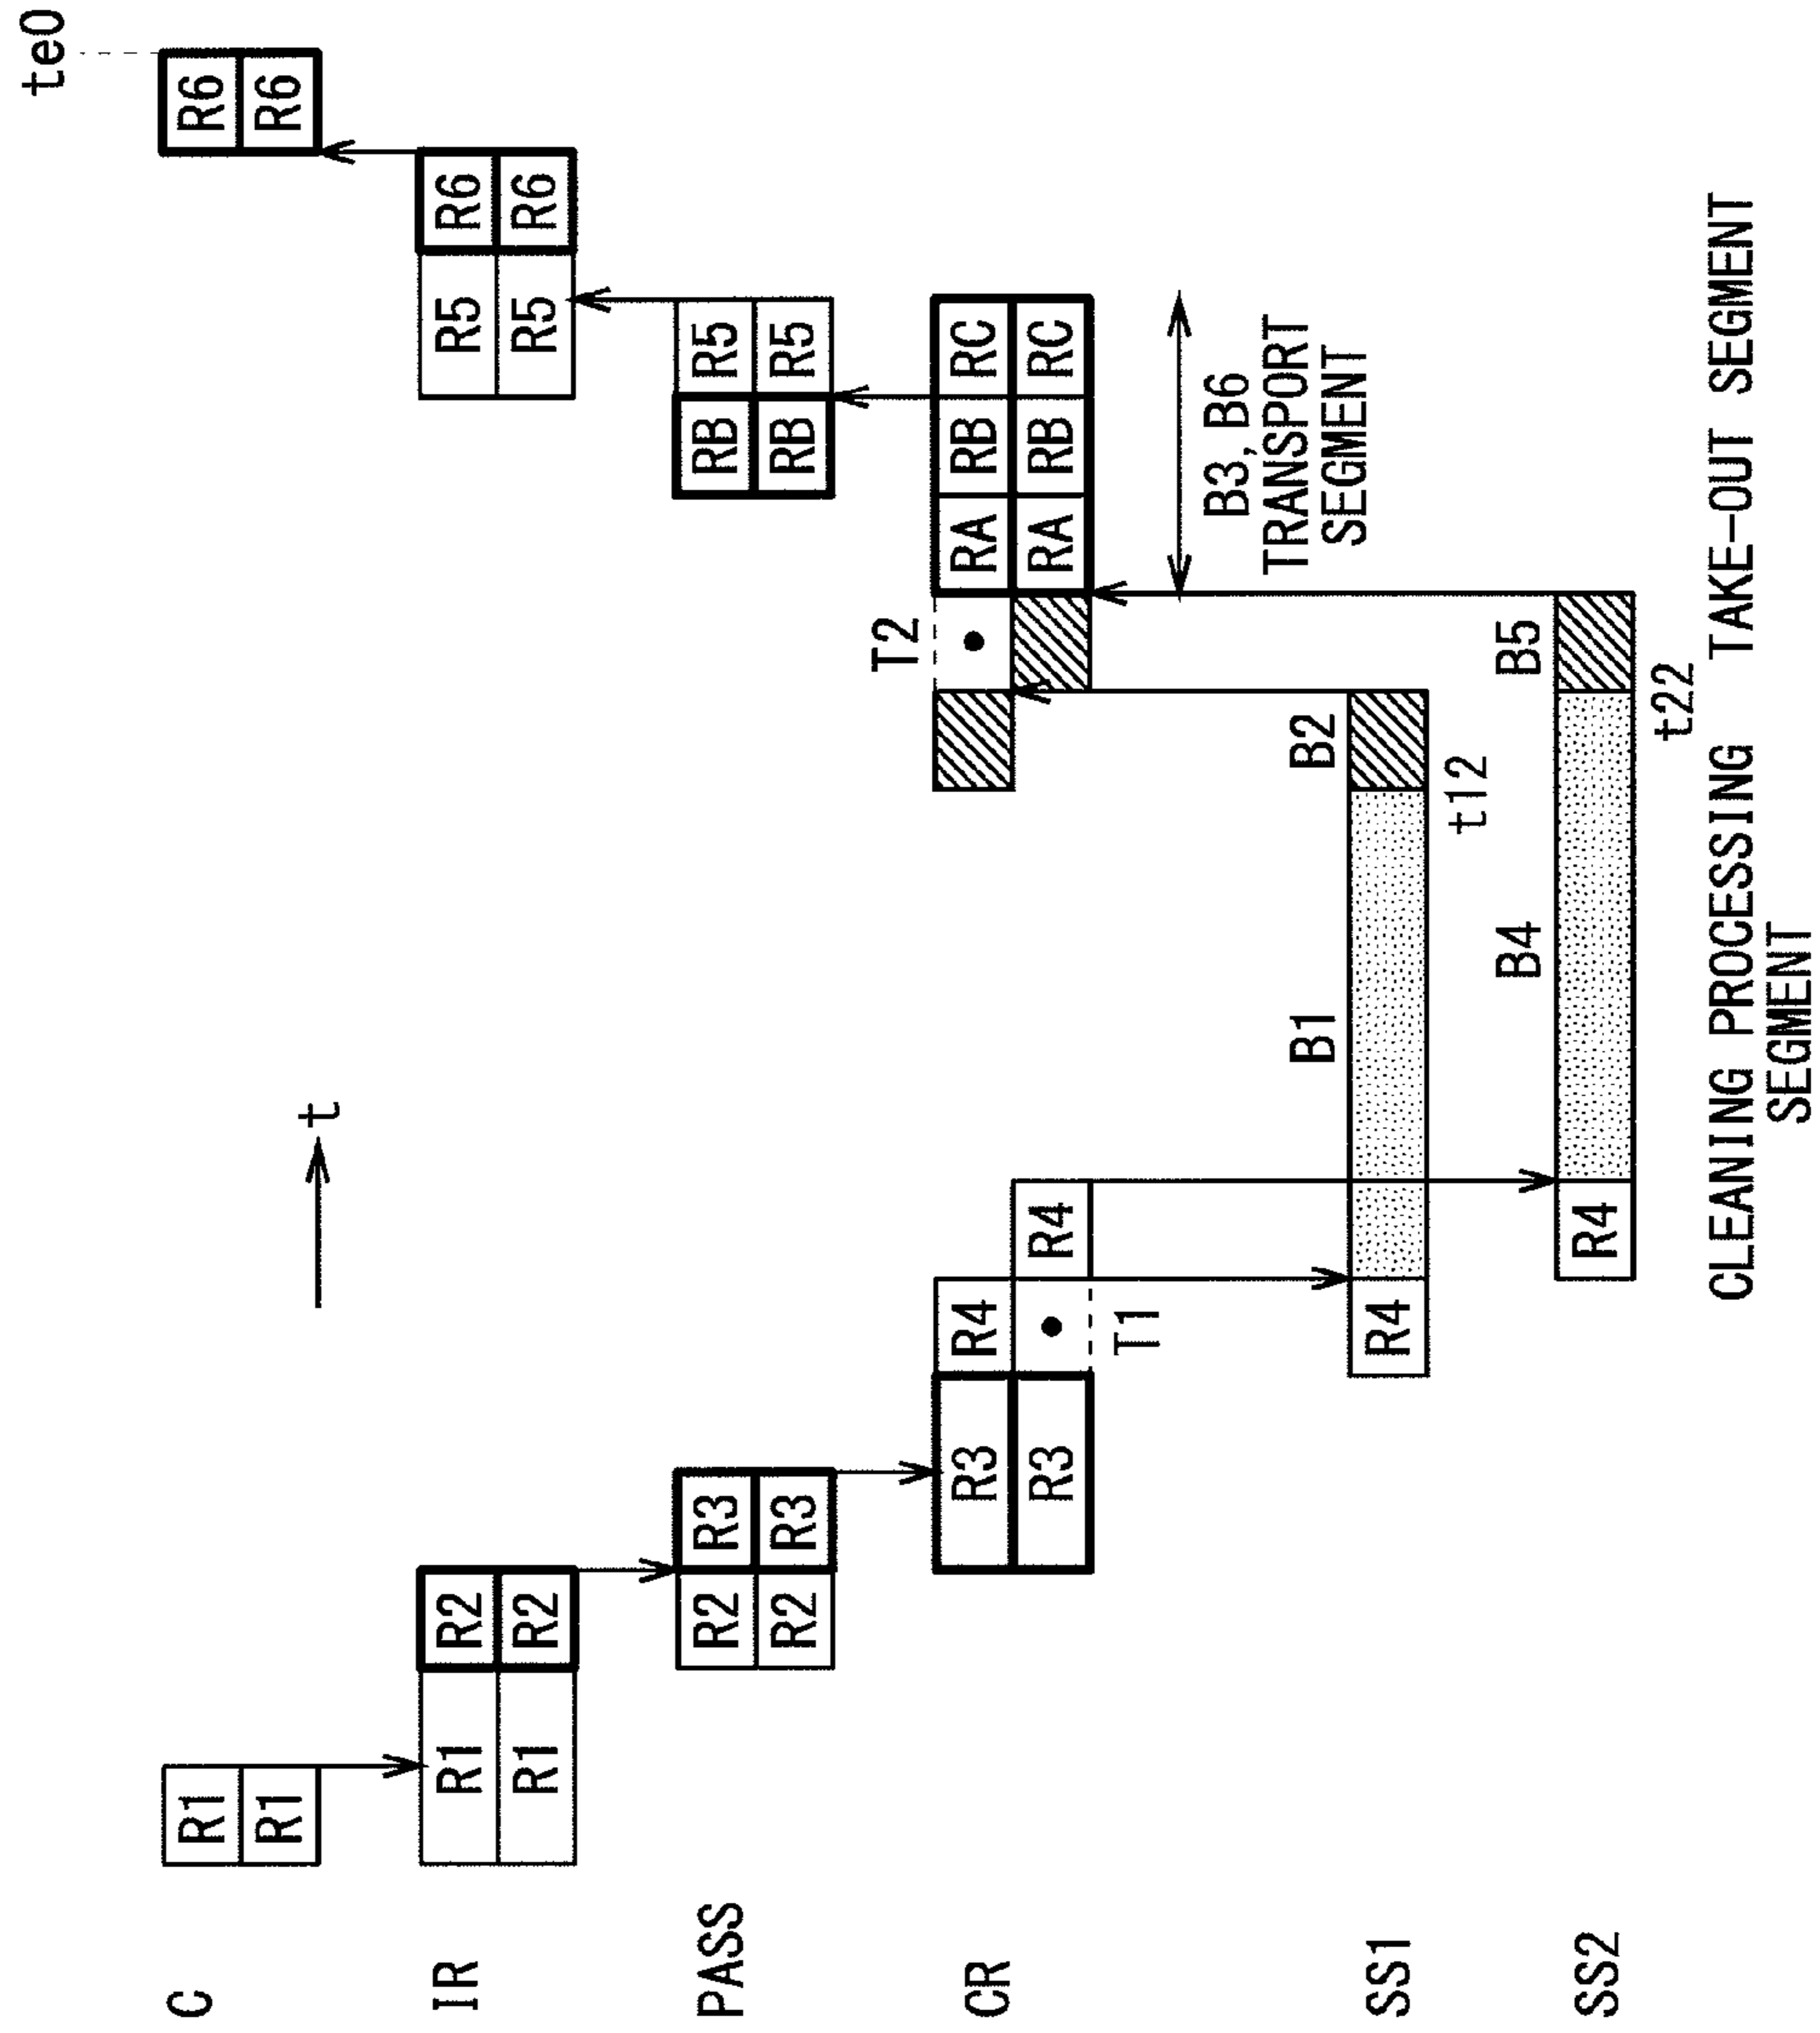 te0
C
R1
R1
R6
R6
t
IR
R1
R2
R5
R6
R1
R2
R5
R6
PASS
R2
R3
RB
R5
R2
R3
RB
R5
T2
CR
R3
R4
RA
RB
RC
R3
R4
RA
RB
RC
T1
B3, B6
TRANSPORT
SEGMENT
B1
B2
SS1
R4
t12
B4
B5
SS2
R4
t22
CLEANING PROCESSING
SEGMENT
TAKE-OUT SEGMENT